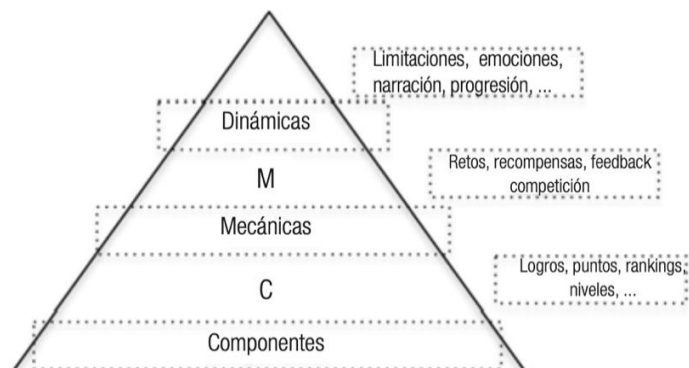 Limitaciones, emociones,
narración, progresión, ...
Dinámicas
M
Retos, recompensas, feedback
competición
Mecánicas
C
Logros, puntos, rankings,
niveles, ...
Componentes